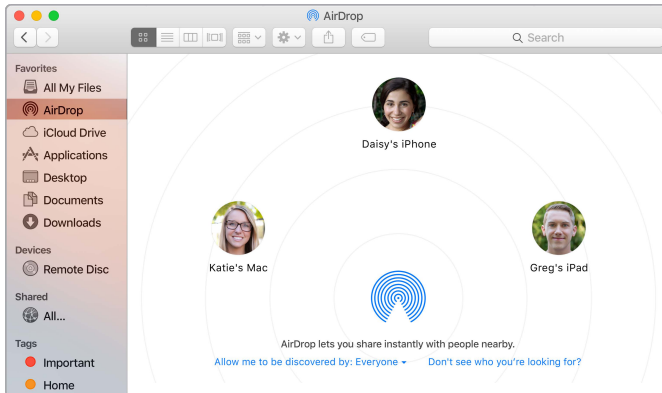 AirDrop
Search
Favorites
All My Files
AirDrop
iCloud Drive
Applications
Desktop
Documents
Downloads
Devices
Remote Disc
Shared
All...
Tags
Important
Home
Daisy's iPhone
Katie's Mac
Greg's iPad
AirDrop lets you share instantly with people nearby.
Allow me to be discovered by: Everyone
Don't see who you're looking for?